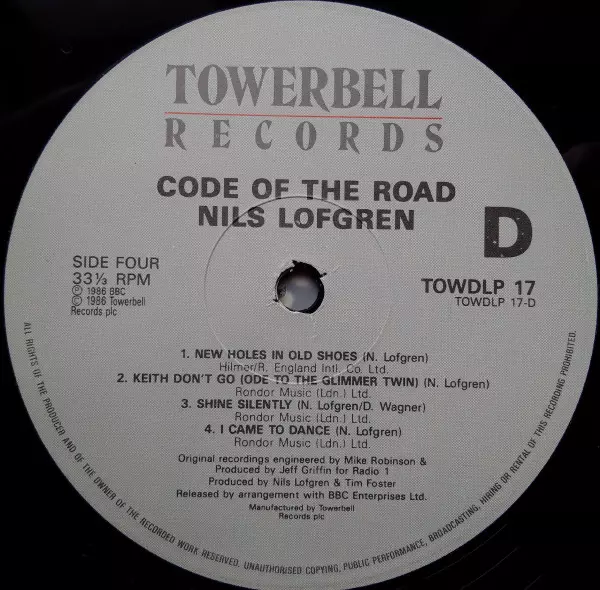 TOWERBELL
RECORDS
CODE OF THE ROAD
NILS LOFGREN
D
SIDE FOUR
33⅓ RPM
℗ 1986 BBC
© 1986 Towerbell
Records plc
TOWDLP 17
TOWDLP 17-D
1. NEW HOLES IN OLD SHOES (N. Lofgren)
Hilmer/R. England Intl. Co. Ltd.
2. KEITH DON'T GO (ODE TO THE GLIMMER TWIN) (N. Lofgren)
Rondor Music (Ldn.) Ltd.
3. SHINE SILENTLY (N. Lofgren/D. Wagner)
Rondor Music (Ldn.) Ltd.
4. I CAME TO DANCE (N. Lofgren)
Rondor Music (Ldn.) Ltd.
Original recordings engineered by Mike Robinson &
Produced by Jeff Griffin for Radio 1
Produced by Nils Lofgren & Tim Foster
Released by arrangement with BBC Enterprises Ltd.
Manufactured by Towerbell
Records plc
ALL RIGHTS OF THE PRODUCER AND OF THE OWNER OF THE RECORDED WORK RESERVED. UNAUTHORISED COPYING, PUBLIC PERFORMANCE, BROADCASTING, HIRING OR RENTAL OF THIS RECORDING PROHIBITED.